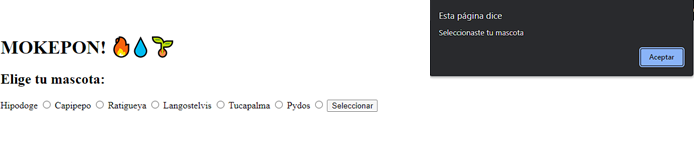 MOKEPON! 🔥💧🌱
Elige tu mascota:
Hipodoge Capipepo Ratigueya Langostelvis Tucapalma Pydos Seleccionar
Esta página dice
Seleccionaste tu mascota
Aceptar